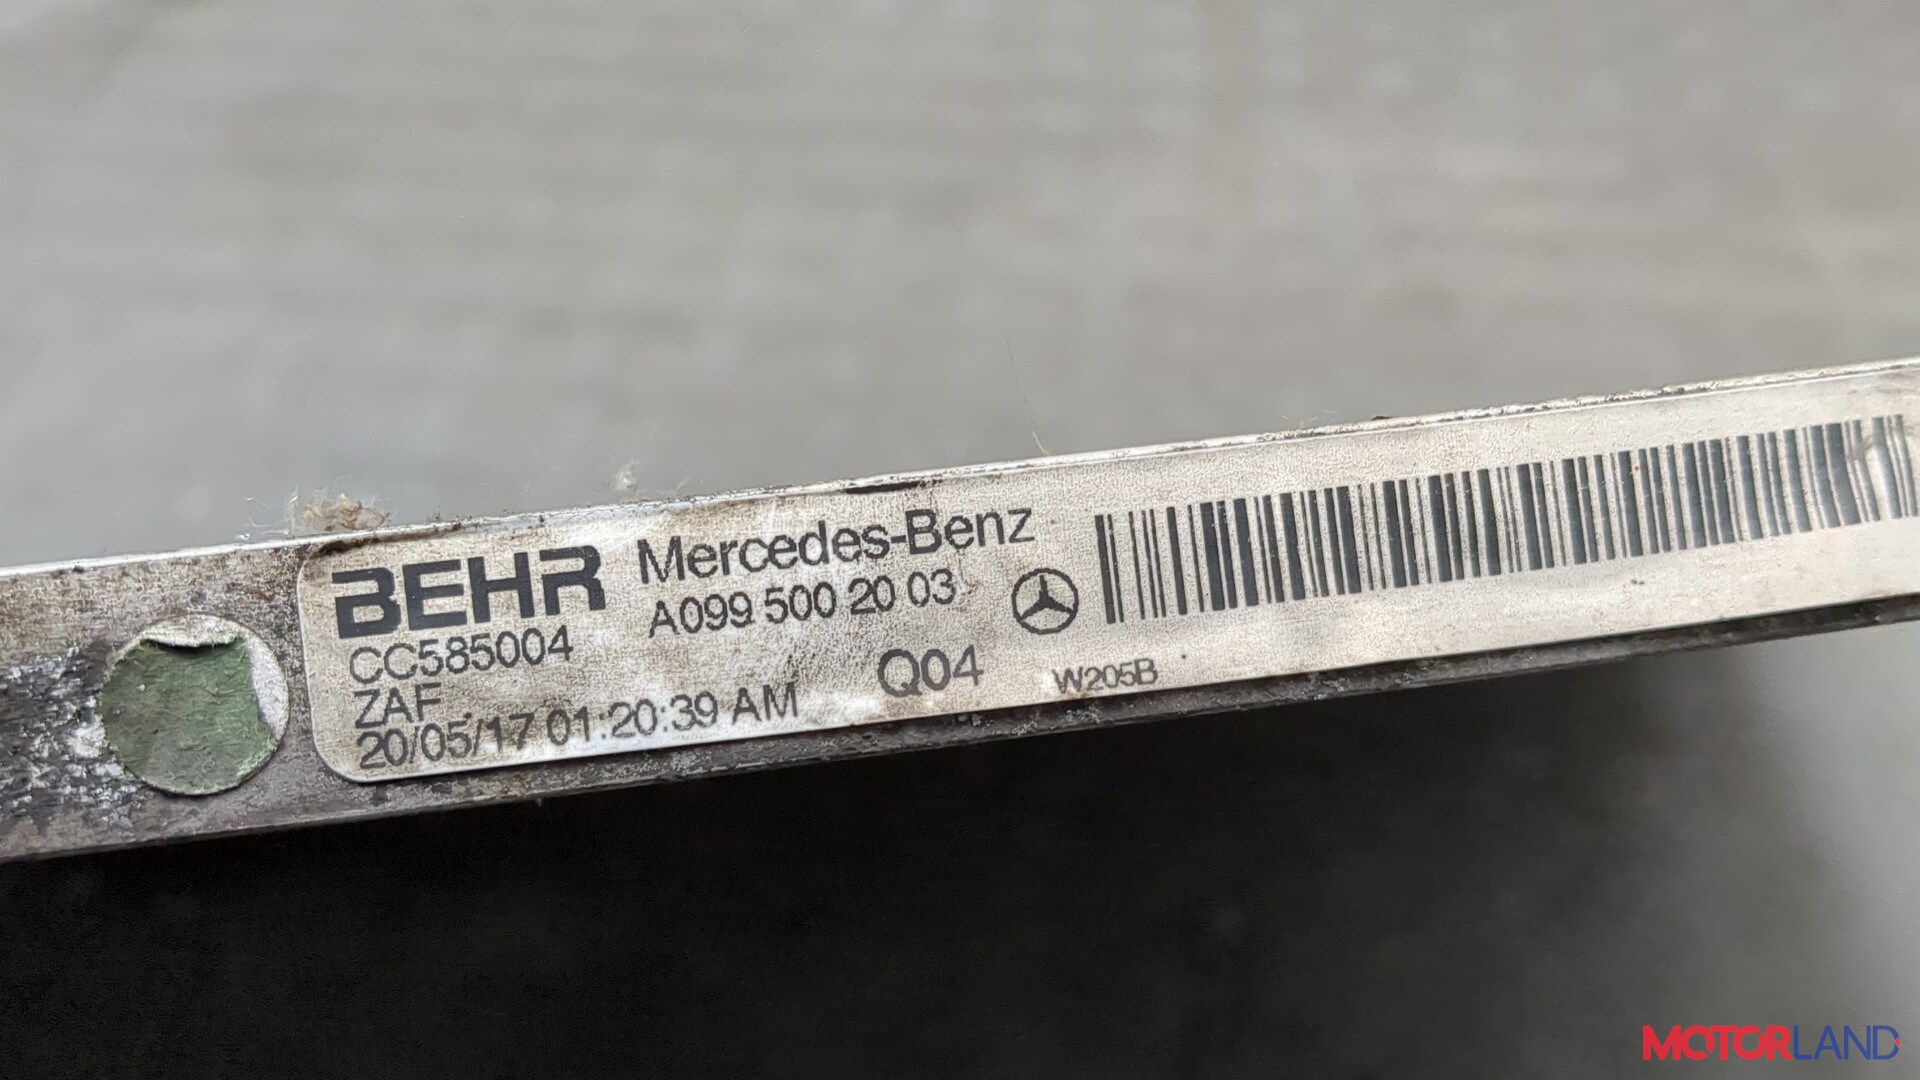 BEHR
CC585004
ZAF
20/05/17 01:20:39 AM
Mercedes-Benz
A099 500 20 03
Q04
W205B
MOTORLAND